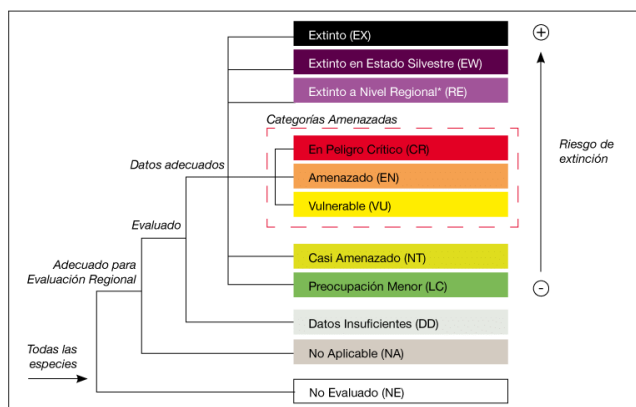 Extinto (EX)
Extinto en Estado Silvestre (EW)
Extinto a Nivel Regional* (RE)
Categorías Amenazadas
En Peligro Crítico (CR)
Datos adecuados
Amenazado (EN)
Vulnerable (VU)
Riesgo de
extinción
Evaluado
Casi Amenazado (NT)
Adecuado para
Evaluación Regional
Preocupación Menor (LC)
Datos Insuficientes (DD)
Todas las
especies
No Aplicable (NA)
No Evaluado (NE)
+
-